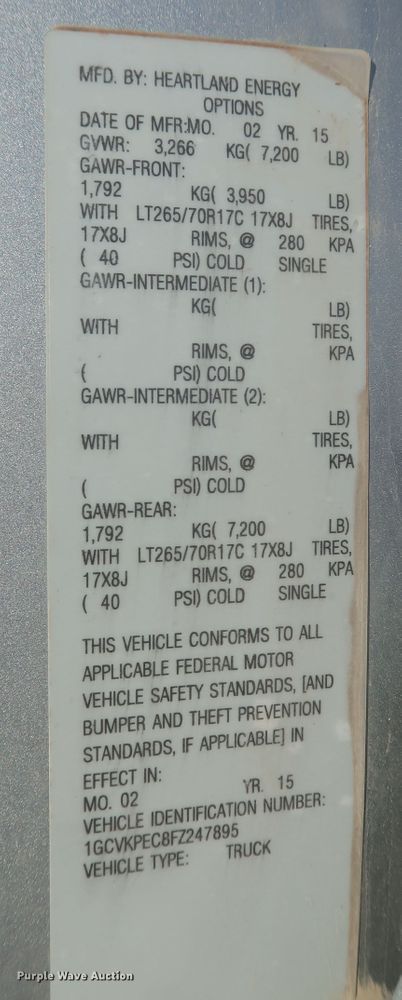 MFD. BY: HEARTLAND ENERGY
OPTIONS
DATE OF MFR:MO. 02 YR. 15
GVWR: 3,266 KG( 7,200 LB)
GAWR-FRONT:
1,792 KG( 3,950 LB)
WITH LT265/70R17C 17X8J TIRES,
17X8J RIMS, @ 280 KPA
( 40 PSI) COLD SINGLE
GAWR-INTERMEDIATE (1):
KG( LB)
WITH TIRES,
RIMS, @ KPA
( PSI) COLD
GAWR-INTERMEDIATE (2):
KG( LB)
WITH TIRES,
RIMS, @ KPA
( PSI) COLD
GAWR-REAR:
1,792 KG( 7,200 LB)
WITH LT265/70R17C 17X8J TIRES,
17X8J RIMS, @ 280 KPA
( 40 PSI) COLD SINGLE
THIS VEHICLE CONFORMS TO ALL
APPLICABLE FEDERAL MOTOR
VEHICLE SAFETY STANDARDS, [AND
BUMPER AND THEFT PREVENTION
STANDARDS, IF APPLICABLE] IN
EFFECT IN:
MO. 02 YR. 15
VEHICLE IDENTIFICATION NUMBER:
1GCVKPEC8FZ247895
VEHICLE TYPE: TRUCK
Purple Wave Auction